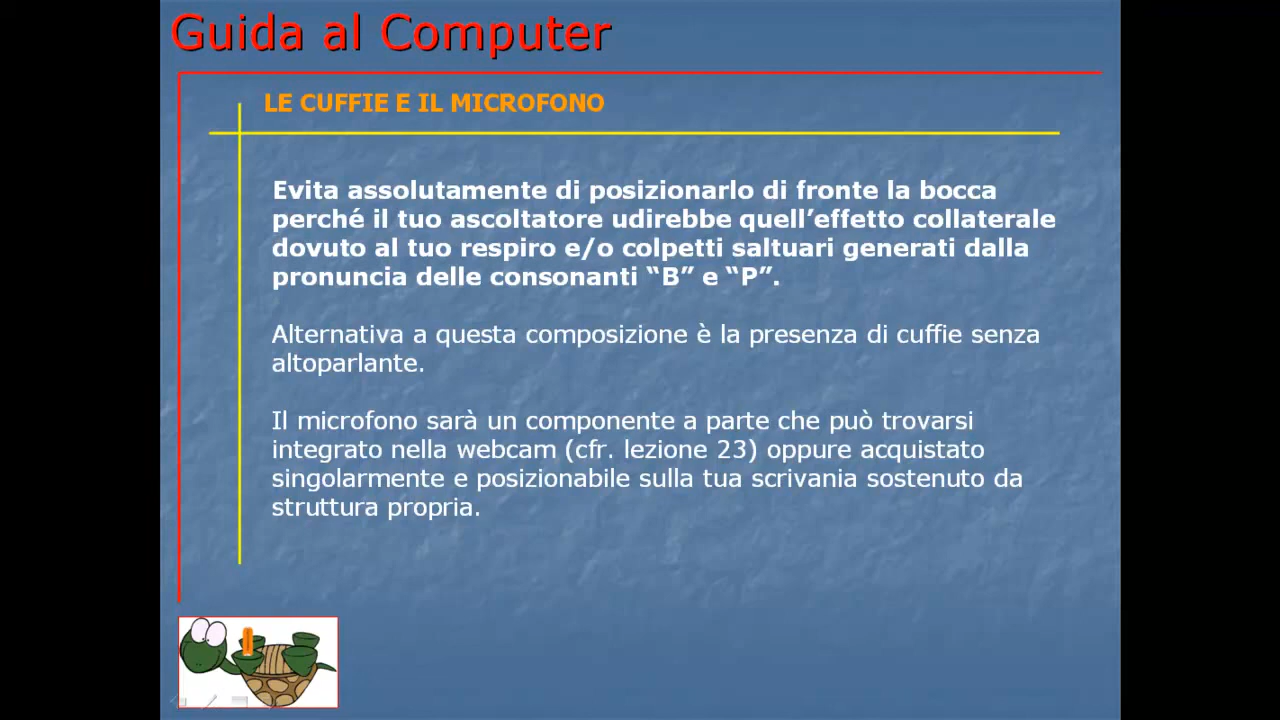 Guida al Computer
LE CUFFIE E IL MICROFONO
Evita assolutamente di posizionarlo di fronte la bocca
perché il tuo ascoltatore udirebbe quell’effetto collaterale
dovuto al tuo respiro e/o colpetti saltuari generati dalla
pronuncia delle consonanti “B” e “P”.
Alternativa a questa composizione è la presenza di cuffie senza
altoparlante.
Il microfono sarà un componente a parte che può trovarsi
integrato nella webcam (cfr. lezione 23) oppure acquistato
singolarmente e posizionabile sulla tua scrivania sostenuto da
struttura propria.